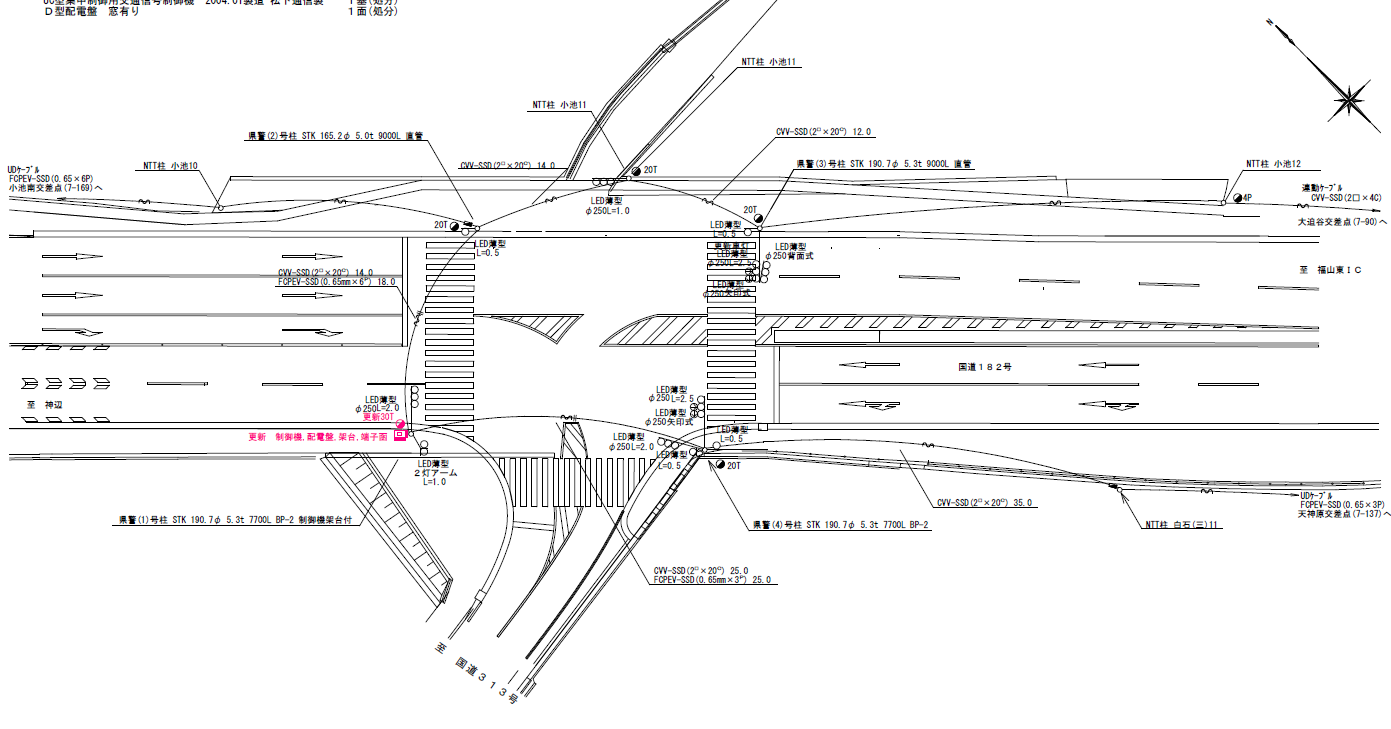 UC型集中制御用交通信号制御機 2004.01製造 松下通信製 1基(処分)
D型配電盤 窓有り 1面(処分)
N
NTT柱 小池11
NTT柱 小池11
県警(2)号柱 STK 165.2φ 5.0t 9000L 直管
CVV-SSD(2□×20C) 12.0
CVV-SSD(2□×20C) 14.0
県警(3)号柱 STK 190.7φ 5.3t 9000L 直管
NTT柱 小池10
NTT柱 小池12
UDｹｰﾌﾞﾙ
FCPEV-SSD(0.65×6P)
小池南交差点(7-169)へ
20T
4P
連動ｹｰﾌﾞﾙ
CVV-SSD(2□×4C)
大迫谷交差点(7-90)へ
LED薄型
φ250L=1.0
20T
20T
LED薄型
L=0.5
LED薄型
L=0.5
更新車灯
φ250L=2.5
LED薄型
φ250背面式
LED薄型
φ250矢印式
CVV-SSD(2□×20C) 14.0
FCPEV-SSD(0.65mm×6P) 18.0
至 福山東IC
国道182号
至 神辺
LED薄型
φ250L=2.0
更新30T
更新 制御機,配電盤,架台,端子函
LED薄型
φ250L=2.5
LED薄型
φ250矢印式
LED薄型
φ250L=2.0
LED薄型
L=0.5
LED薄型
L=0.5
20T
LED薄型
2灯アーム
L=1.0
UDｹｰﾌﾞﾙ
FCPEV-SSD(0.65×3P)
天神原交差点(7-137)へ
CVV-SSD(2□×20C) 35.0
県警(1)号柱 STK 190.7φ 5.3t 7700L BP-2 制御機架台付
県警(4)号柱 STK 190.7φ 5.3t 7700L BP-2
NTT柱 白石(三)11
CVV-SSD(2□×20C) 25.0
FCPEV-SSD(0.65mm×3P) 25.0
至 国道313号